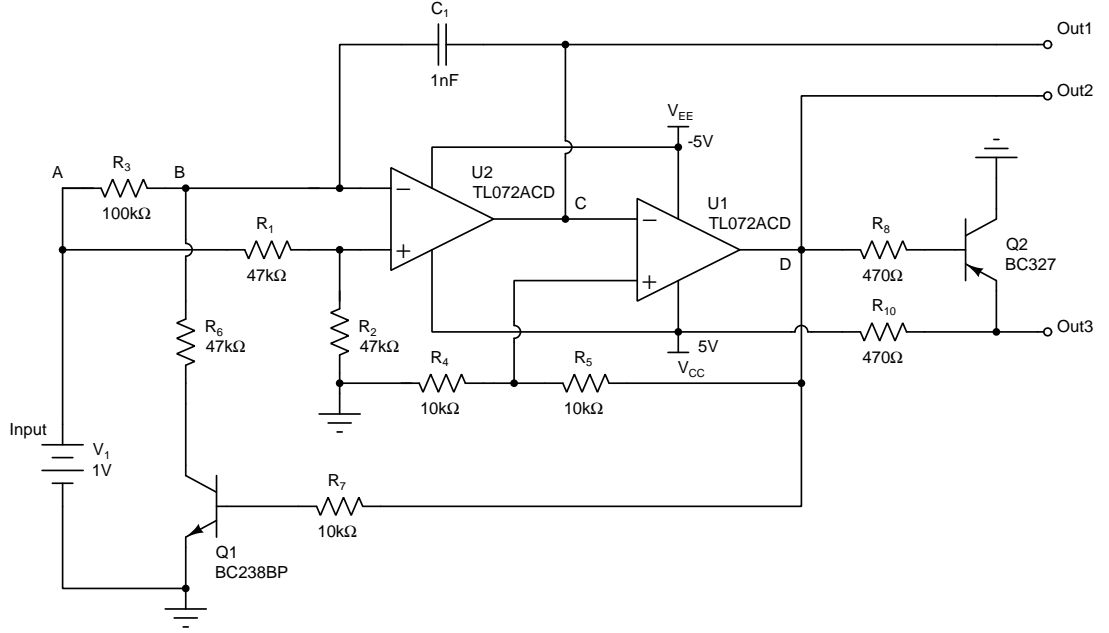 C1
1nF
Out1
Out2
VEE
-5V
A
R3
100kΩ
B
U2
TL072ACD
C
U1
TL072ACD
R1
47kΩ
D
R8
470Ω
Q2
BC327
R6
47kΩ
R2
47kΩ
5V
VCC
R10
470Ω
Out3
R4
10kΩ
R5
10kΩ
Input
V1
1V
R7
10kΩ
Q1
BC238BP